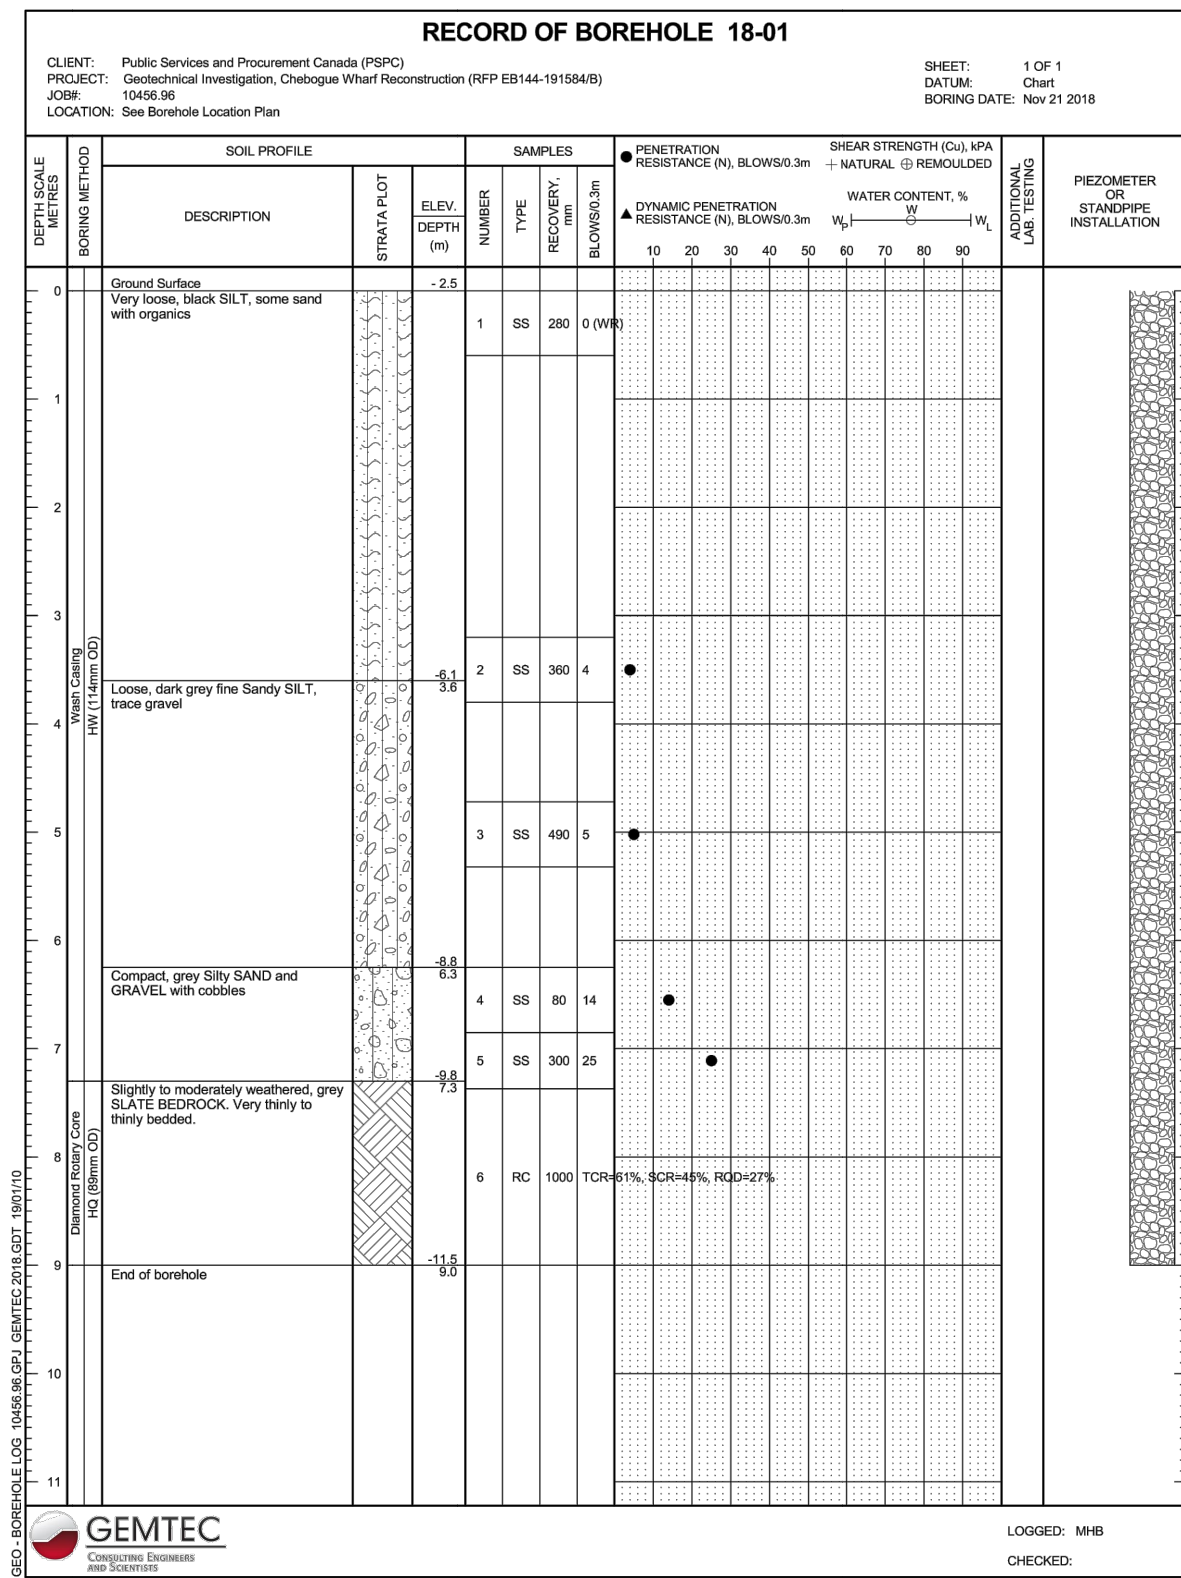 RECORD OF BOREHOLE 18-01
CLIENT: Public Services and Procurement Canada (PSPC)
PROJECT: Geotechnical Investigation, Chebogue Wharf Reconstruction (RFP EB144-191584/B)
JOB#: 10456.96
LOCATION: See Borehole Location Plan
SHEET: 1 OF 1
DATUM: Chart
BORING DATE: Nov 21 2018
DEPTH SCALE
METRES
BORING METHOD
SOIL PROFILE
DESCRIPTION
STRATA PLOT
ELEV.
DEPTH
(m)
SAMPLES
NUMBER
TYPE
RECOVERY,
mm
BLOWS/0.3m
● PENETRATION
RESISTANCE (N), BLOWS/0.3m
▲ DYNAMIC PENETRATION
RESISTANCE (N), BLOWS/0.3m
SHEAR STRENGTH (Cu), kPA
+ NATURAL ⊕ REMOULDED
WATER CONTENT, %
W
WP WL
10 20 30 40 50 60 70 80 90
ADDITIONAL
LAB. TESTING
PIEZOMETER
OR
STANDPIPE
INSTALLATION
Ground Surface - 2.5
0
Very loose, black SILT, some sand
with organics
1 SS 280 0 (WR)
1
2
3
2 SS 360 4
-6.1
3.6
Loose, dark grey fine Sandy SILT,
trace gravel
Wash Casing
HW (114mm OD)
4
3 SS 490 5
5
6
-8.8
6.3
Compact, grey Silty SAND and
GRAVEL with cobbles
4 SS 80 14
7
5 SS 300 25
-9.8
7.3
Slightly to moderately weathered, grey
SLATE BEDROCK. Very thinly to
thinly bedded.
Diamond Rotary Core
HQ (89mm OD)
8
6 RC 1000 TCR=61%, SCR=45%, RQD=27%
-11.5
9
9.0
End of borehole
10
11
GEO - BOREHOLE LOG 10456.96.GPJ GEMTEC 2018.GDT 19/01/10
GEMTEC
CONSULTING ENGINEERS
AND SCIENTISTS
LOGGED: MHB
CHECKED: